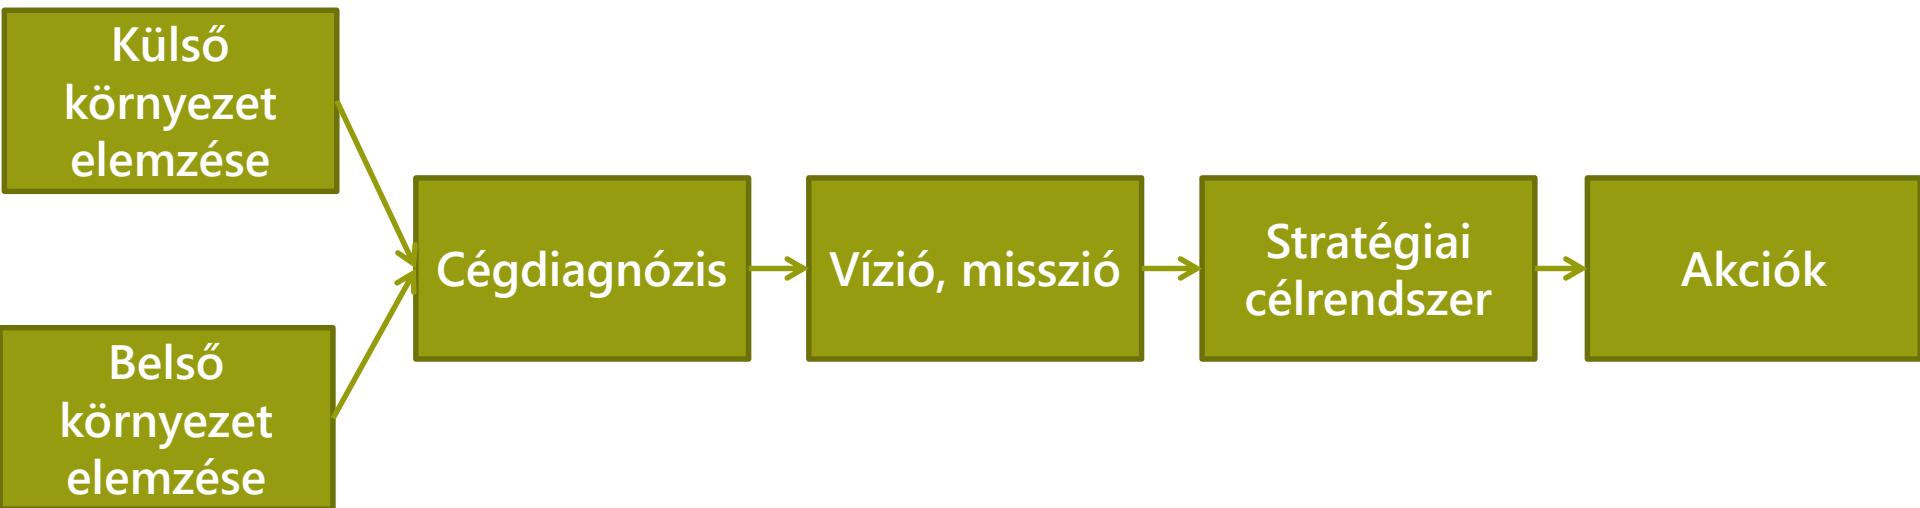 Külső
környezet
elemzése
Belső
környezet
elemzése
Cégdiagnózis
Vízió, misszió
Stratégiai
célrendszer
Akciók